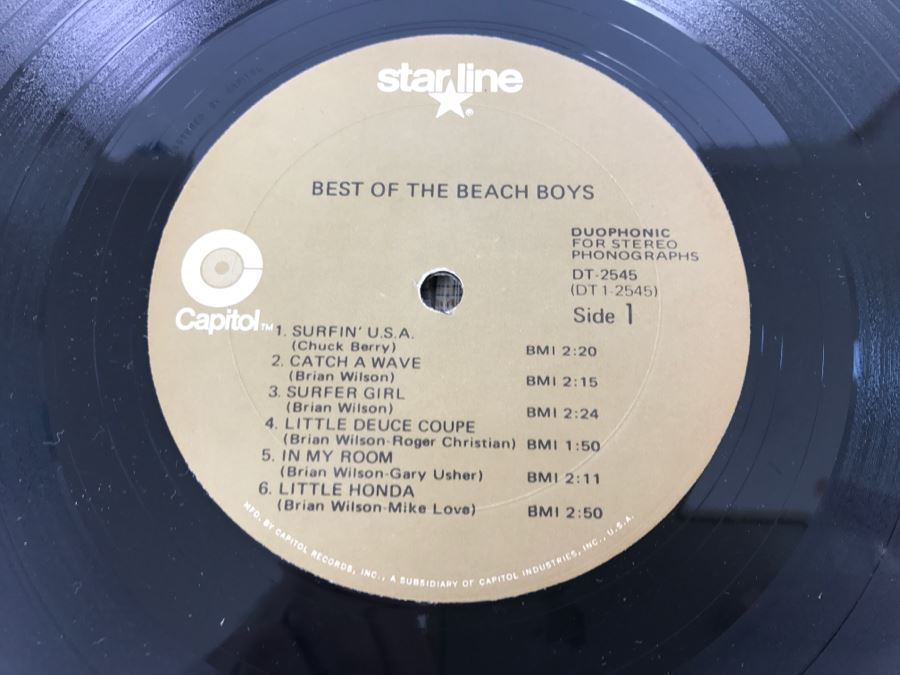 starline
®
BEST OF THE BEACH BOYS
DUOPHONIC
FOR STEREO
PHONOGRAPHS
DT-2545
(DT1-2545)
Side 1
Capitol™
1. SURFIN' U.S.A.
(Chuck Berry) BMI 2:20
2. CATCH A WAVE
(Brian Wilson) BMI 2:15
3. SURFER GIRL
(Brian Wilson) BMI 2:24
4. LITTLE DEUCE COUPE
(Brian Wilson-Roger Christian) BMI 1:50
5. IN MY ROOM
(Brian Wilson-Gary Usher) BMI 2:11
6. LITTLE HONDA
(Brian Wilson-Mike Love) BMI 2:50
MFD. BY CAPITOL RECORDS, INC., A SUBSIDIARY OF CAPITOL INDUSTRIES, INC., U.S.A.